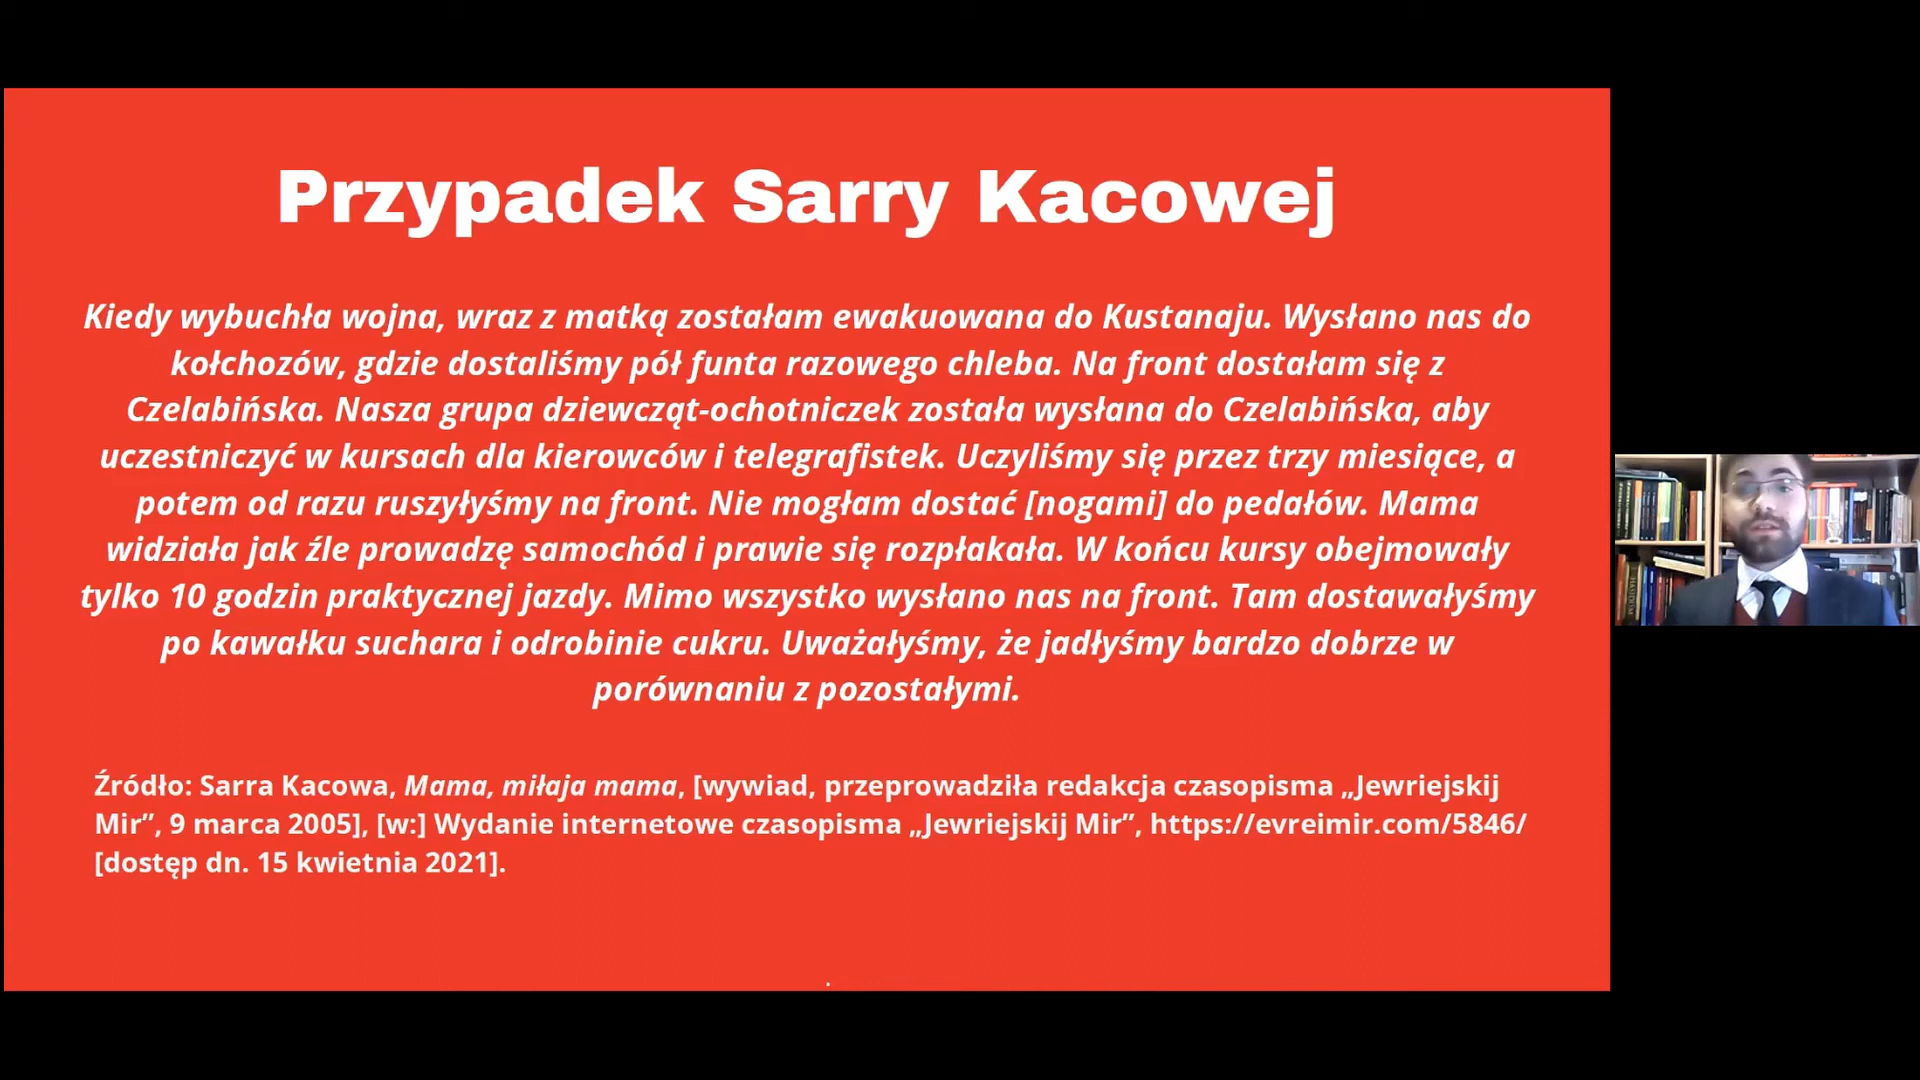 Przypadek Sarry Kacowej
Kiedy wybuchła wojna, wraz z matką zostałam ewakuowana do Kustanaju. Wysłano nas do
kołchozów, gdzie dostaliśmy pół funta razowego chleba. Na front dostałam się z
Czelabińska. Nasza grupa dziewcząt-ochotniczek została wysłana do Czelabińska, aby
uczestniczyć w kursach dla kierowców i telegrafistek. Uczyliśmy się przez trzy miesiące, a
potem od razu ruszyłyśmy na front. Nie mogłam dostać [nogami] do pedałów. Mama
widziała jak źle prowadzę samochód i prawie się rozpłakała. W końcu kursy obejmowały
tylko 10 godzin praktycznej jazdy. Mimo wszystko wysłano nas na front. Tam dostawałyśmy
po kawałku suchara i odrobinie cukru. Uważałyśmy, że jadłyśmy bardzo dobrze w
porównaniu z pozostałymi.
Źródło: Sarra Kacowa, Mama, miłaja mama, [wywiad, przeprowadziła redakcja czasopisma „Jewriejskij
Mir”, 9 marca 2005], [w:] Wydanie internetowe czasopisma „Jewriejskij Mir”, https://evreimir.com/5846/
[dostęp dn. 15 kwietnia 2021].
.